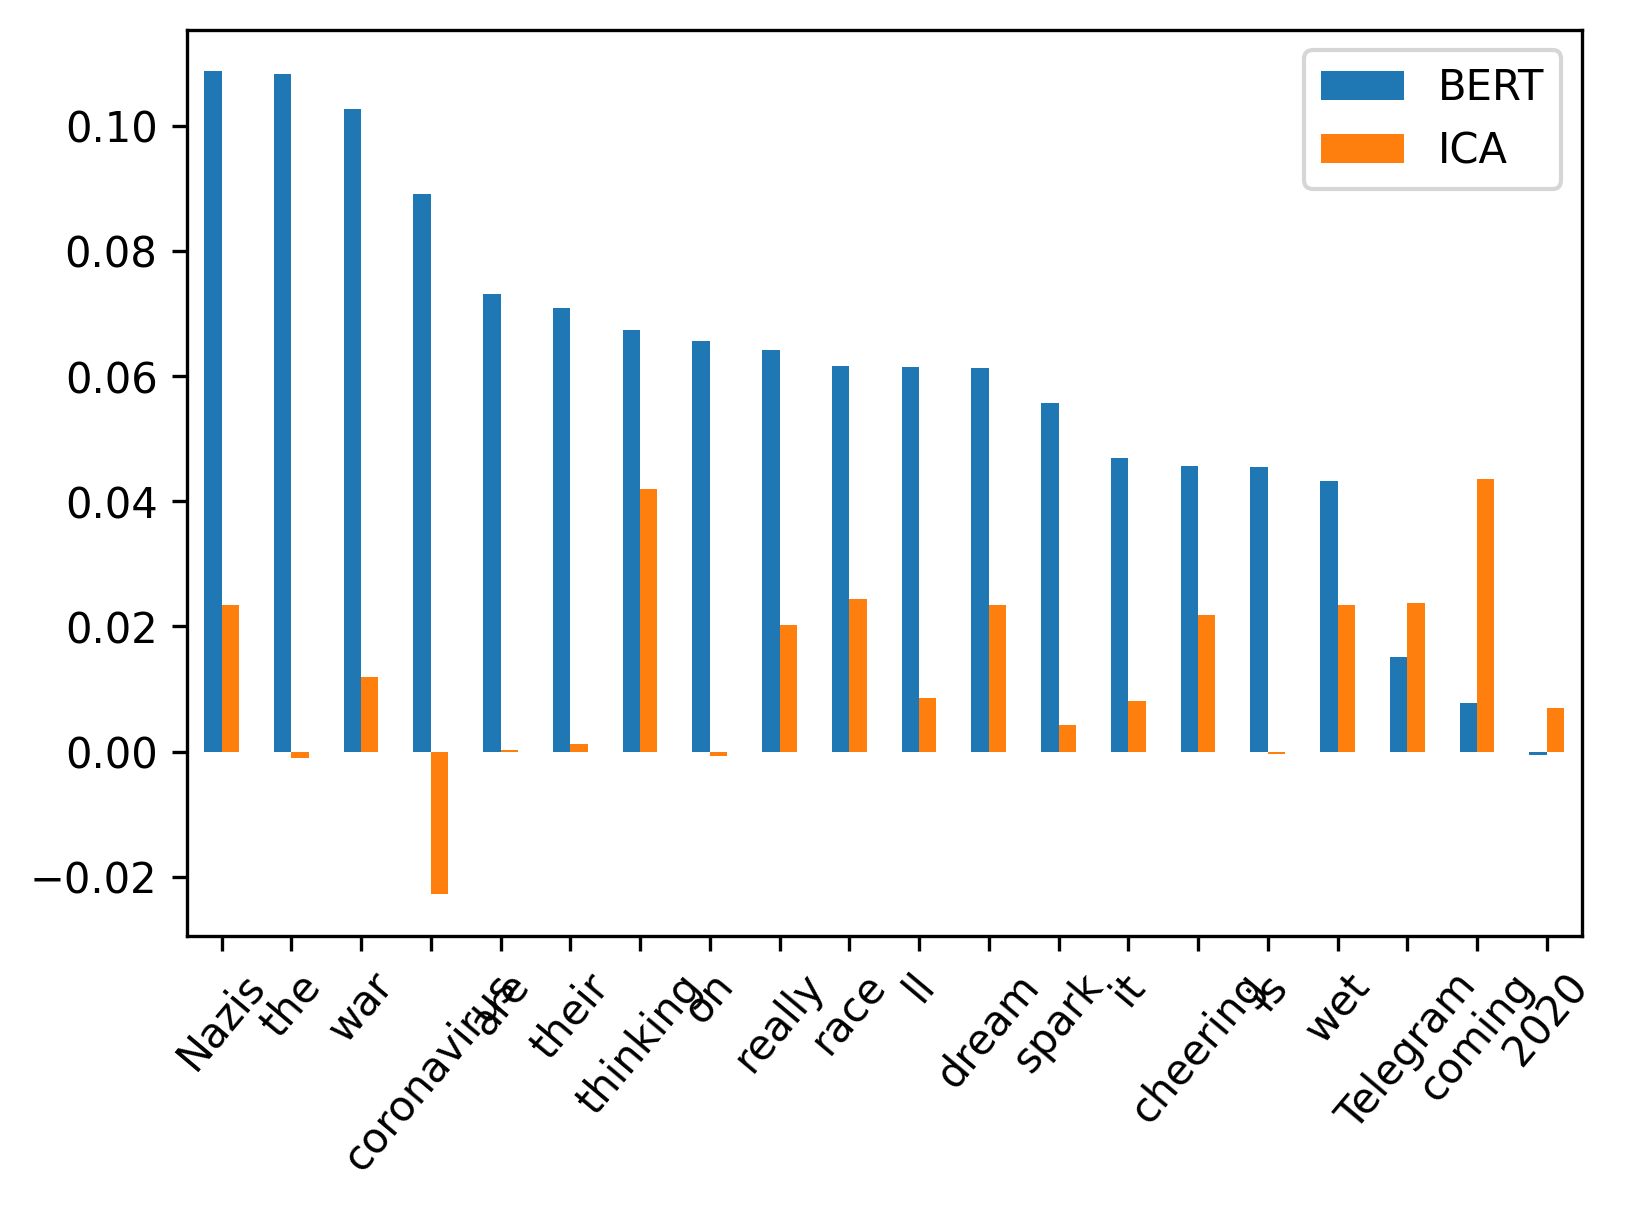 BERT
ICA
0.10
0.08
0.06
0.04
0.02
0.00
−0.02
Nazis
the
war
coronavirus
are
their
thinking
on
really
race
II
dream
spark
it
cheering
is
wet
Telegram
coming
2020